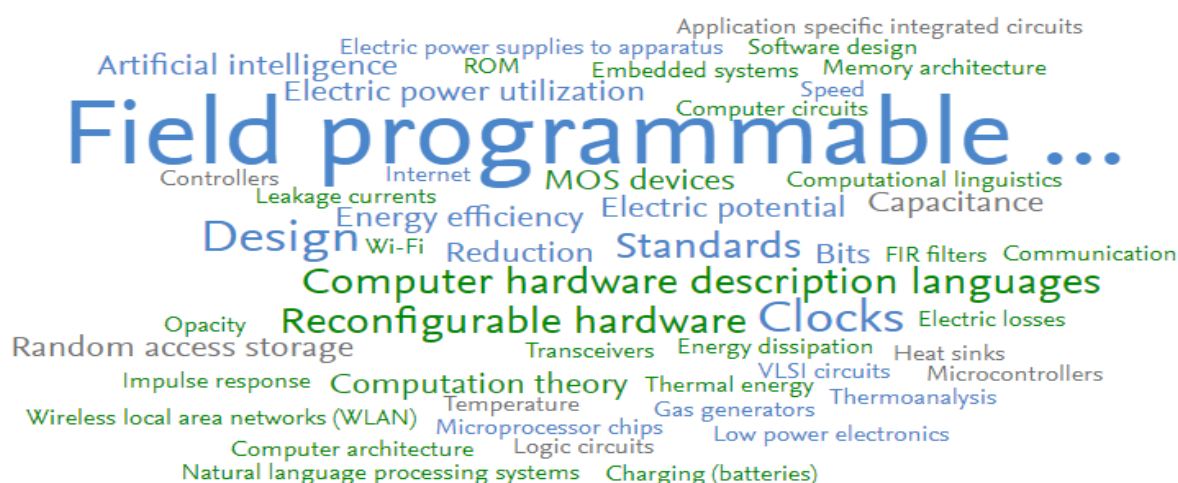 Application specific integrated circuits
Electric power supplies to apparatus Software design
Artificial intelligence ROM Embedded systems Memory architecture
Electric power utilization Speed
Computer circuits
Field programmable ...
Controllers Internet MOS devices Computational linguistics
Leakage currents
Energy efficiency Electric potential Capacitance
Design Wi-Fi Reduction Standards Bits FIR filters Communication
Computer hardware description languages
Opacity Reconfigurable hardware Clocks Electric losses
Random access storage Transceivers Energy dissipation Heat sinks
VLSI circuits Microcontrollers
Impulse response Computation theory Thermal energy Thermoanalysis
Temperature Gas generators
Wireless local area networks (WLAN) Microprocessor chips Low power electronics
Computer architecture Logic circuits
Natural language processing systems Charging (batteries)